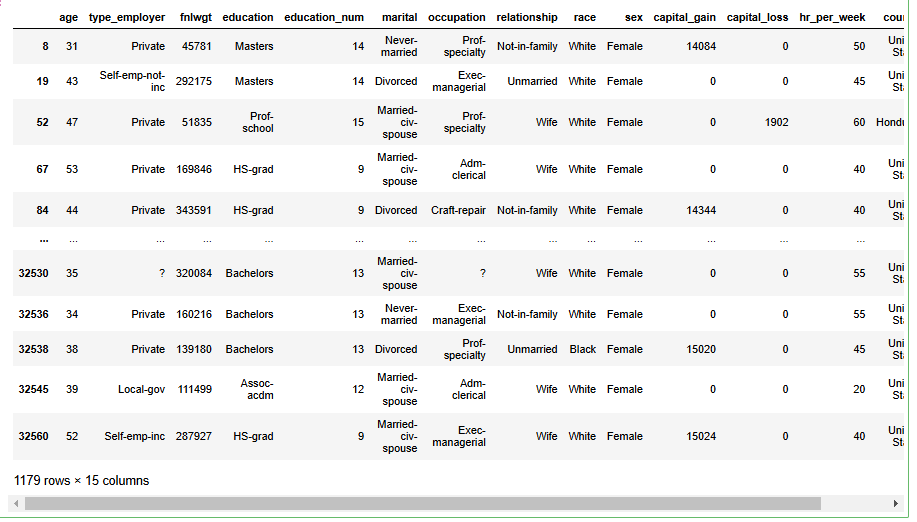 age type_employer fnlwgt education education_num marital occupation relationship race sex capital_gain capital_loss hr_per_week cou
8 31 Private 45781 Masters 14 Never-married Prof-specialty Not-in-family White Female 14084 0 50 Uni St
19 43 Self-emp-not-inc 292175 Masters 14 Divorced Exec-managerial Unmarried White Female 0 0 45 Uni St
52 47 Private 51835 Prof-school 15 Married-civ-spouse Prof-specialty Wife White Female 0 1902 60 Hondu
67 53 Private 169846 HS-grad 9 Married-civ-spouse Adm-clerical Wife White Female 0 0 40 Uni St
84 44 Private 343591 HS-grad 9 Divorced Craft-repair Not-in-family White Female 14344 0 40 Uni St
... ... ... ... ... ... ... ... ... ... ... ... ... ...
32530 35 ? 320084 Bachelors 13 Married-civ-spouse ? Wife White Female 0 0 55 Uni St
32536 34 Private 160216 Bachelors 13 Never-married Exec-managerial Not-in-family White Female 0 0 55 Uni St
32538 38 Private 139180 Bachelors 13 Divorced Prof-specialty Unmarried Black Female 15020 0 45 Uni St
32545 39 Local-gov 111499 Assoc-acdm 12 Married-civ-spouse Adm-clerical Wife White Female 0 0 20 Uni St
32560 52 Self-emp-inc 287927 HS-grad 9 Married-civ-spouse Exec-managerial Wife White Female 15024 0 40 Uni St
1179 rows × 15 columns